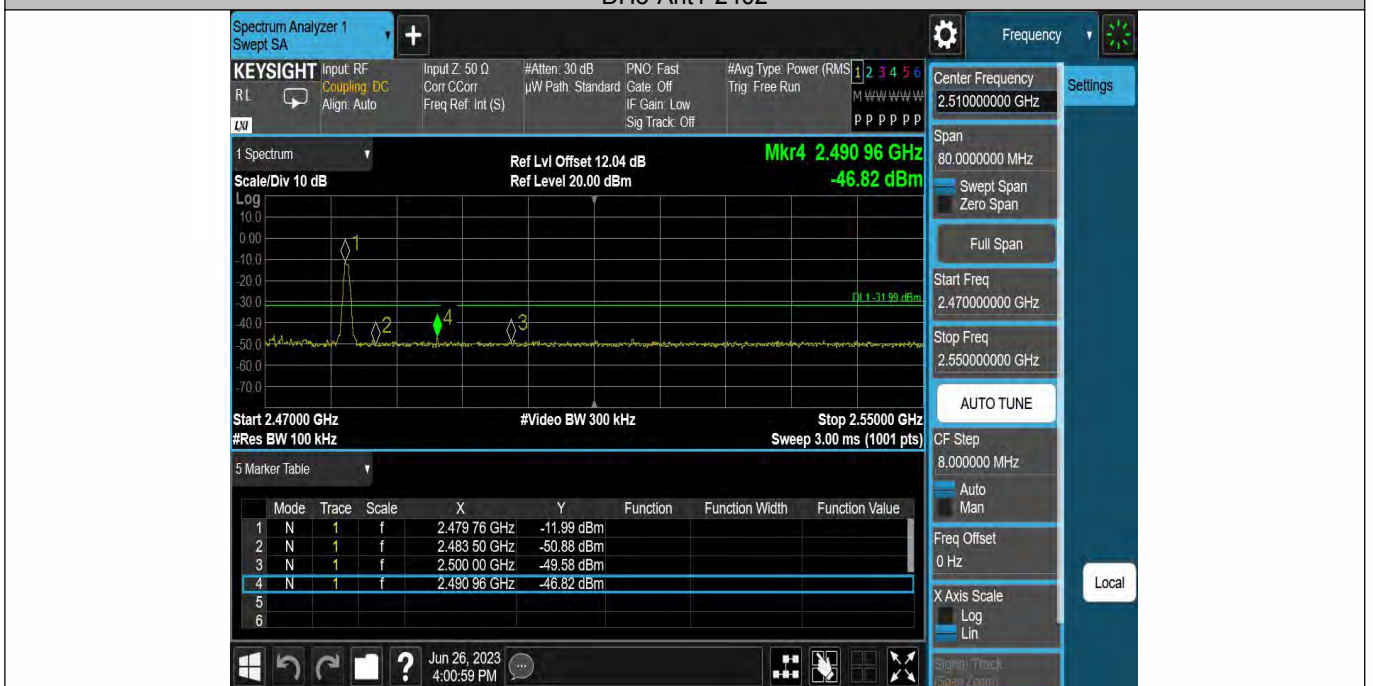 Spectrum Analyzer 1
Swept SA
+
Frequency
KEYSIGHT
RL
LXI
Input: RF
Coupling: DC
Align: Auto
Input Z: 50 Ω
Corr CCorr
Freq Ref: Int (S)
#Atten: 30 dB
µW Path: Standard
PNO: Fast
Gate: Off
IF Gain: Low
Sig Track: Off
#Avg Type: Power (RMS
Trig: Free Run
1 2 3 4 5 6
M W W W W W
P P P P P P
Center Frequency
2.510000000 GHz
Settings
Span
80.0000000 MHz
Swept Span
Zero Span
Full Span
Start Freq
2.470000000 GHz
Stop Freq
2.550000000 GHz
AUTO TUNE
CF Step
8.000000 MHz
Auto
Man
Freq Offset
0 Hz
X Axis Scale
Log
Lin
Signal Track
(Span Zoom)
Local
1 Spectrum
Scale/Div 10 dB
Ref Lvl Offset 12.04 dB
Ref Level 20.00 dBm
Mkr4 2.490 96 GHz
-46.82 dBm
Log
10.0
0.00
-10.0
-20.0
-30.0
-40.0
-50.0
-60.0
-70.0
1
2
4
3
DL1 -31.99 dBm
Start 2.47000 GHz
#Res BW 100 kHz
#Video BW 300 kHz
Stop 2.55000 GHz
Sweep 3.00 ms (1001 pts)
5 Marker Table
Mode Trace Scale X Y Function Function Width Function Value
1 N 1 f 2.479 76 GHz -11.99 dBm
2 N 1 f 2.483 50 GHz -50.88 dBm
3 N 1 f 2.500 00 GHz -49.58 dBm
4 N 1 f 2.490 96 GHz -46.82 dBm
5
6
?
Jun 26, 2023
4:00:59 PM